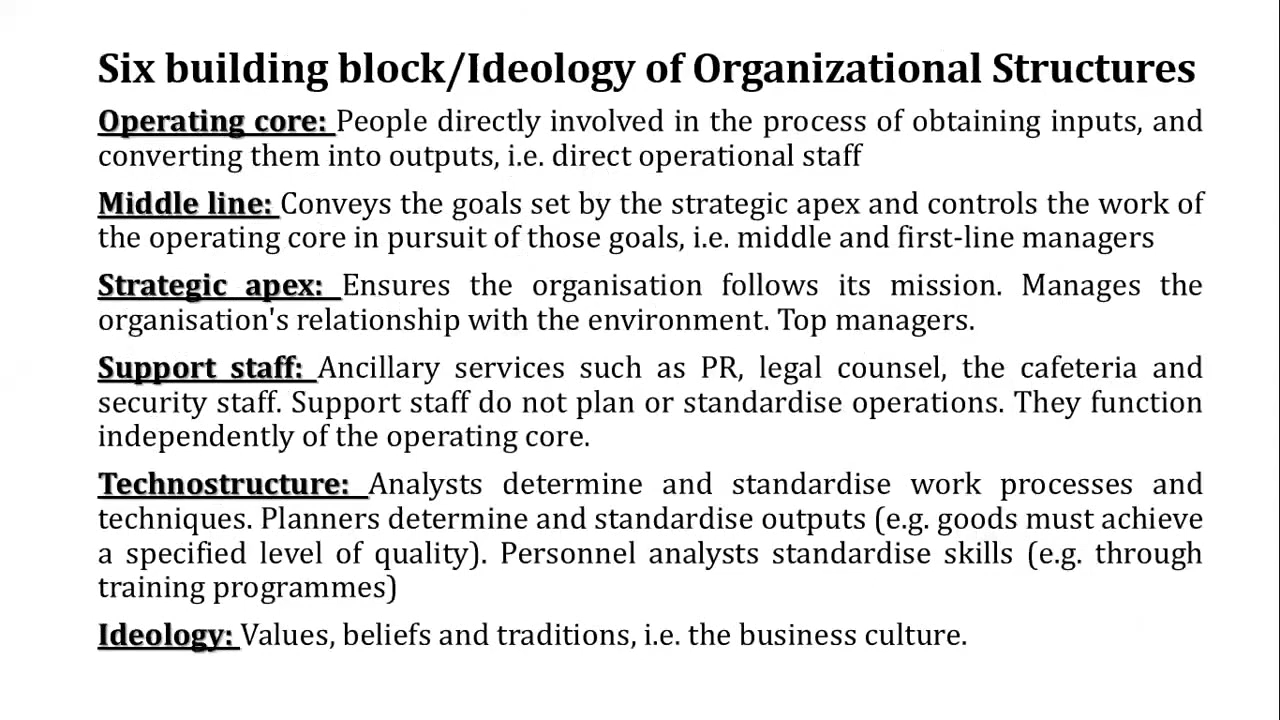 Six building block/Ideology of Organizational Structures
Operating core: People directly involved in the process of obtaining inputs, and
converting them into outputs, i.e. direct operational staff
Middle line: Conveys the goals set by the strategic apex and controls the work of
the operating core in pursuit of those goals, i.e. middle and first-line managers
Strategic apex: Ensures the organisation follows its mission. Manages the
organisation's relationship with the environment. Top managers.
Support staff: Ancillary services such as PR, legal counsel, the cafeteria and
security staff. Support staff do not plan or standardise operations. They function
independently of the operating core.
Technostructure: Analysts determine and standardise work processes and
techniques. Planners determine and standardise outputs (e.g. goods must achieve
a specified level of quality). Personnel analysts standardise skills (e.g. through
training programmes)
Ideology: Values, beliefs and traditions, i.e. the business culture.